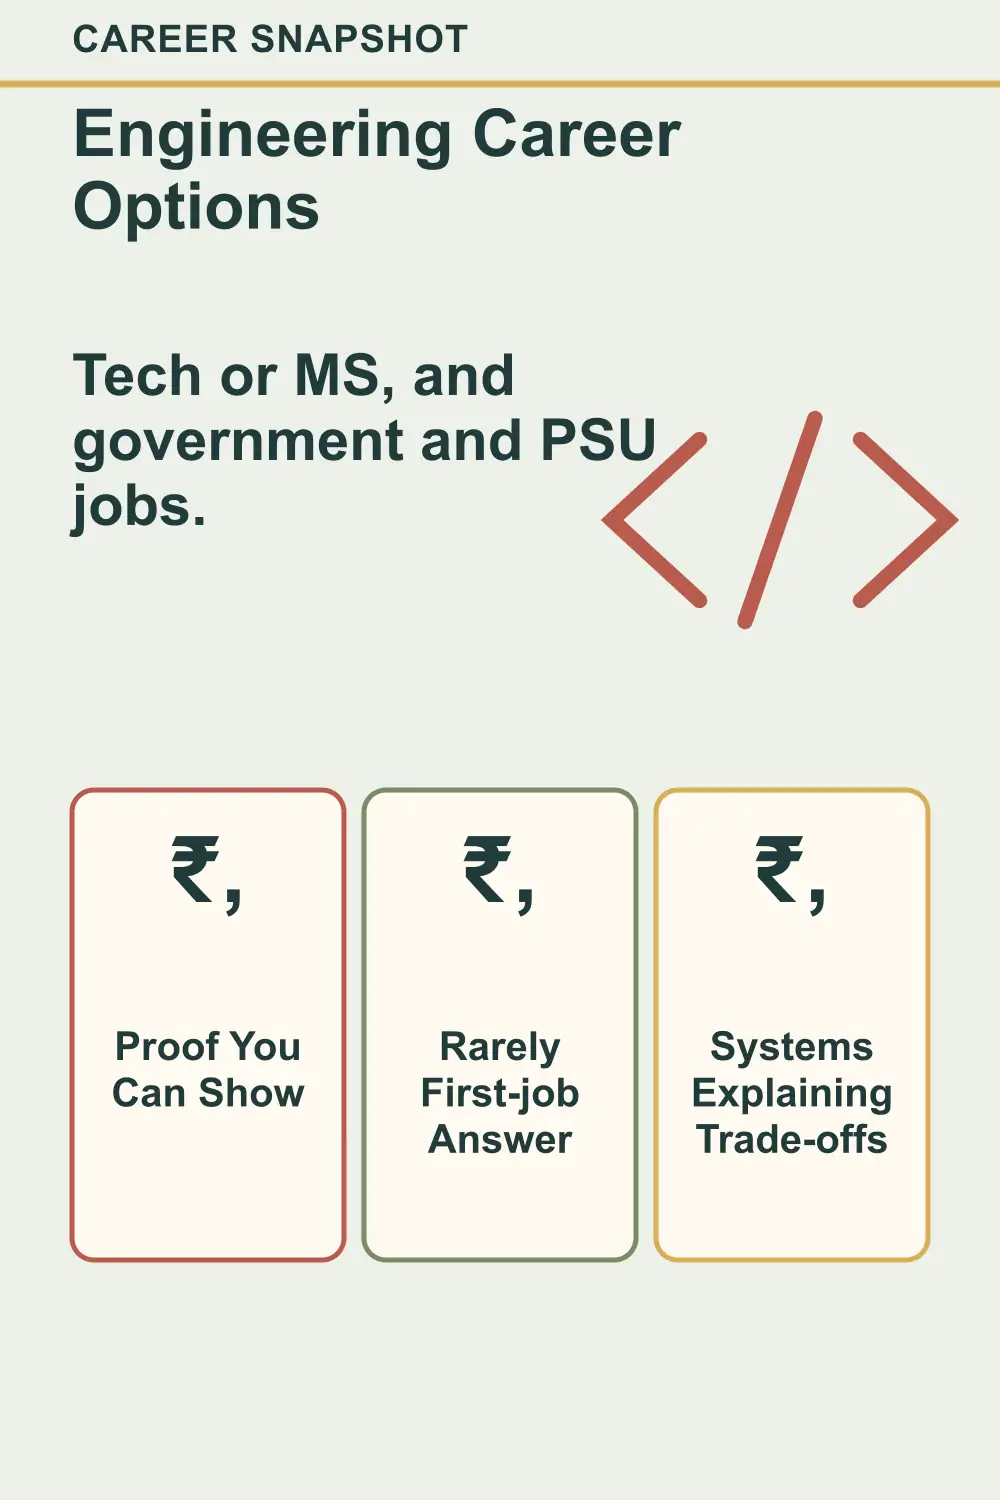 CAREER SNAPSHOT
Engineering Career
Options
Tech or MS, and
government and PSU
jobs.
</>
₹,
Proof You
Can Show
₹,
Rarely
First-job
Answer
₹,
Systems
Explaining
Trade-offs